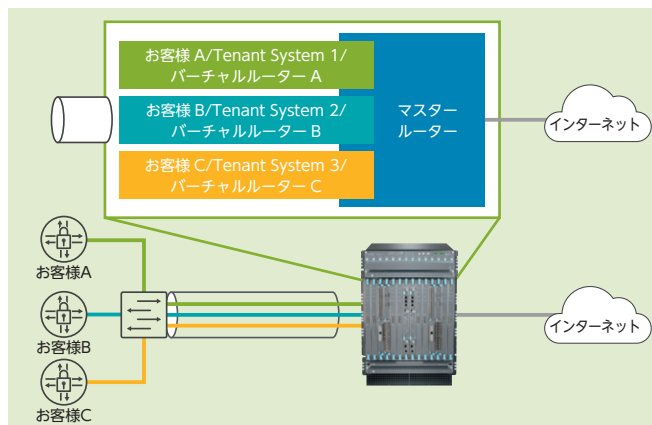 お客様 A/Tenant System 1/
バーチャルルーター A
お客様 B/Tenant System 2/
バーチャルルーター B
お客様 C/Tenant System 3/
バーチャルルーター C
マスター
ルーター
インターネット
お客様A
お客様B
お客様C
インターネット